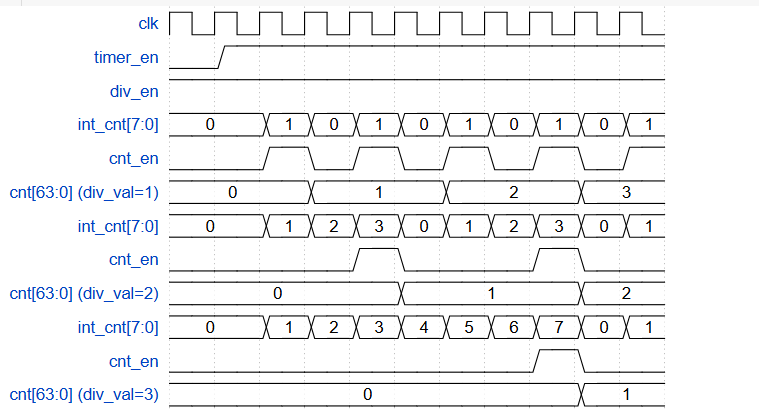 clk
timer_en
div_en
int_cnt[7:0] 0 1 0 1 0 1 0 1 0 1
cnt_en
cnt[63:0] (div_val=1) 0 1 2 3
int_cnt[7:0] 0 1 2 3 0 1 2 3 0 1
cnt_en
cnt[63:0] (div_val=2) 0 1 2
int_cnt[7:0] 0 1 2 3 4 5 6 7 0 1
cnt_en
cnt[63:0] (div_val=3) 0 1